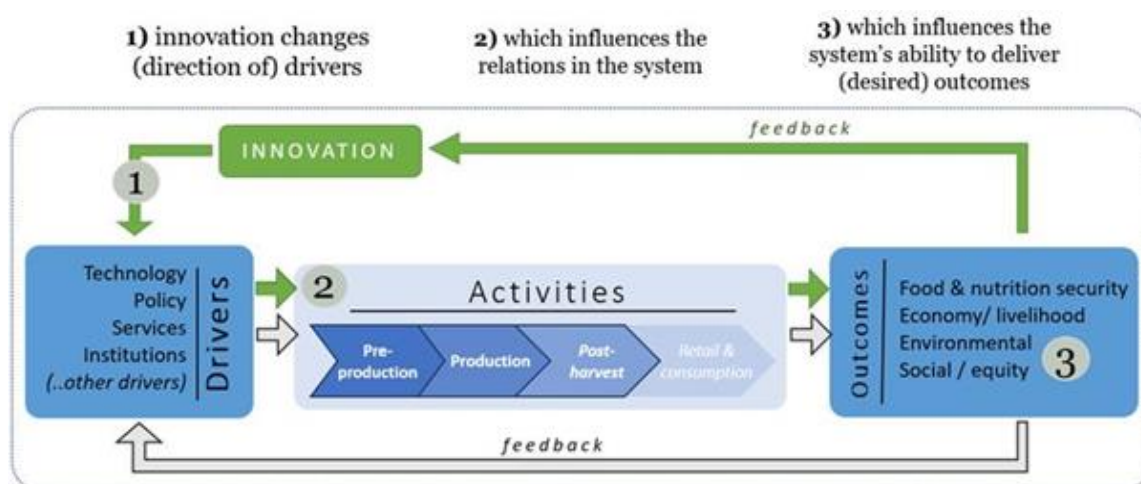 1) innovation changes
(direction of) drivers
2) which influences the
relations in the system
3) which influences the
system's ability to deliver
(desired) outcomes
feedback
INNOVATION
1
Technology
Policy
Services
Institutions
(..other drivers)
Drivers
2
Activities
Pre-
production
Production
Post-
harvest
Retail &
consumption
Outcomes
Food & nutrition security
Economy/ livelihood
Environmental
Social / equity
3
feedback